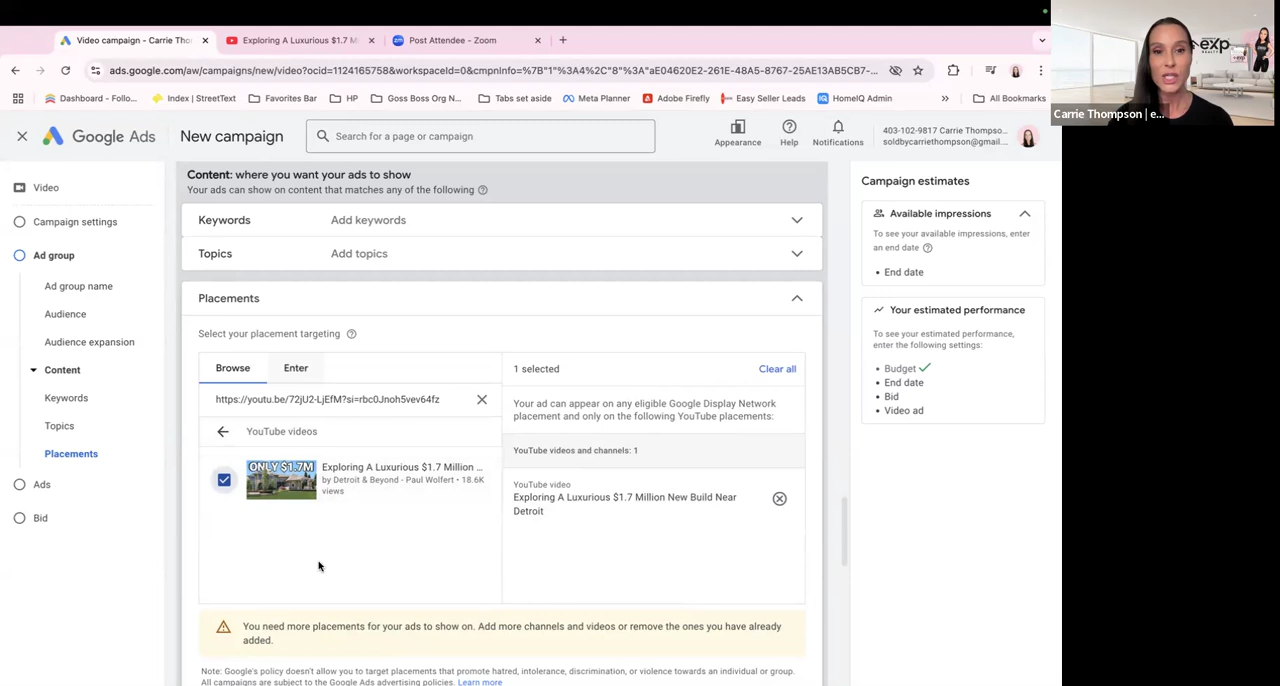 Video campaign - Carrie Tho
Exploring A Luxurious $1.7 M
Post Attendee - Zoom
ads.google.com/aw/campaigns/new/video?ocid=1124165758&workspaceId=0&cmpnInfo=%7B"1"%3A4%2C"8"%3A"aE04620E2-261E-48A5-8767-25AE13AB5CB7-...
Dashboard - Follo...
Index | StreetText
Favorites Bar
HP
Goss Boss Org N...
Tabs set aside
Meta Planner
Adobe Firefly
Easy Seller Leads
HomeIQ Admin
All Bookmarks
exp
REALTY
Carrie Thompson | e...
Google Ads
New campaign
Search for a page or campaign
Appearance
Help
Notifications
403-102-9817 Carrie Thompso...
soldbycarriethompson@gmail....
Video
Campaign settings
Ad group
Ad group name
Audience
Audience expansion
Content
Keywords
Topics
Placements
Ads
Bid
Content: where you want your ads to show
Your ads can show on content that matches any of the following
Keywords
Add keywords
Topics
Add topics
Placements
Select your placement targeting
Browse
Enter
https://youtu.be/72jU2-LjEfM?si=rbc0Jnoh5vev64fz
YouTube videos
ONLY $1.7M
Exploring A Luxurious $1.7 Million ...
by Detroit & Beyond - Paul Wolfert • 18.6K
views
1 selected
Clear all
Your ad can appear on any eligible Google Display Network
placement and only on the following YouTube placements:
YouTube videos and channels: 1
YouTube video
Exploring A Luxurious $1.7 Million New Build Near
Detroit
You need more placements for your ads to show on. Add more channels and videos or remove the ones you have already
added.
Note: Google's policy doesn't allow you to target placements that promote hatred, intolerance, discrimination, or violence towards an individual or group.
All campaigns are subject to the Google Ads advertising policies. Learn more
Campaign estimates
Available impressions
To see your available impressions, enter
an end date
• End date
Your estimated performance
To see your estimated performance,
enter the following settings:
• Budget
• End date
• Bid
• Video ad